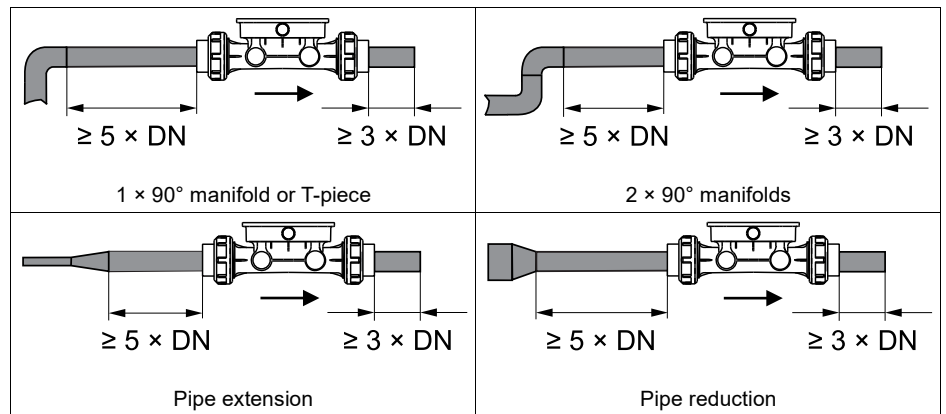 ≥ 5 × DN
≥ 3 × DN
1 × 90° manifold or T-piece
≥ 5 × DN
≥ 3 × DN
2 × 90° manifolds
≥ 5 × DN
≥ 3 × DN
Pipe extension
≥ 5 × DN
≥ 3 × DN
Pipe reduction